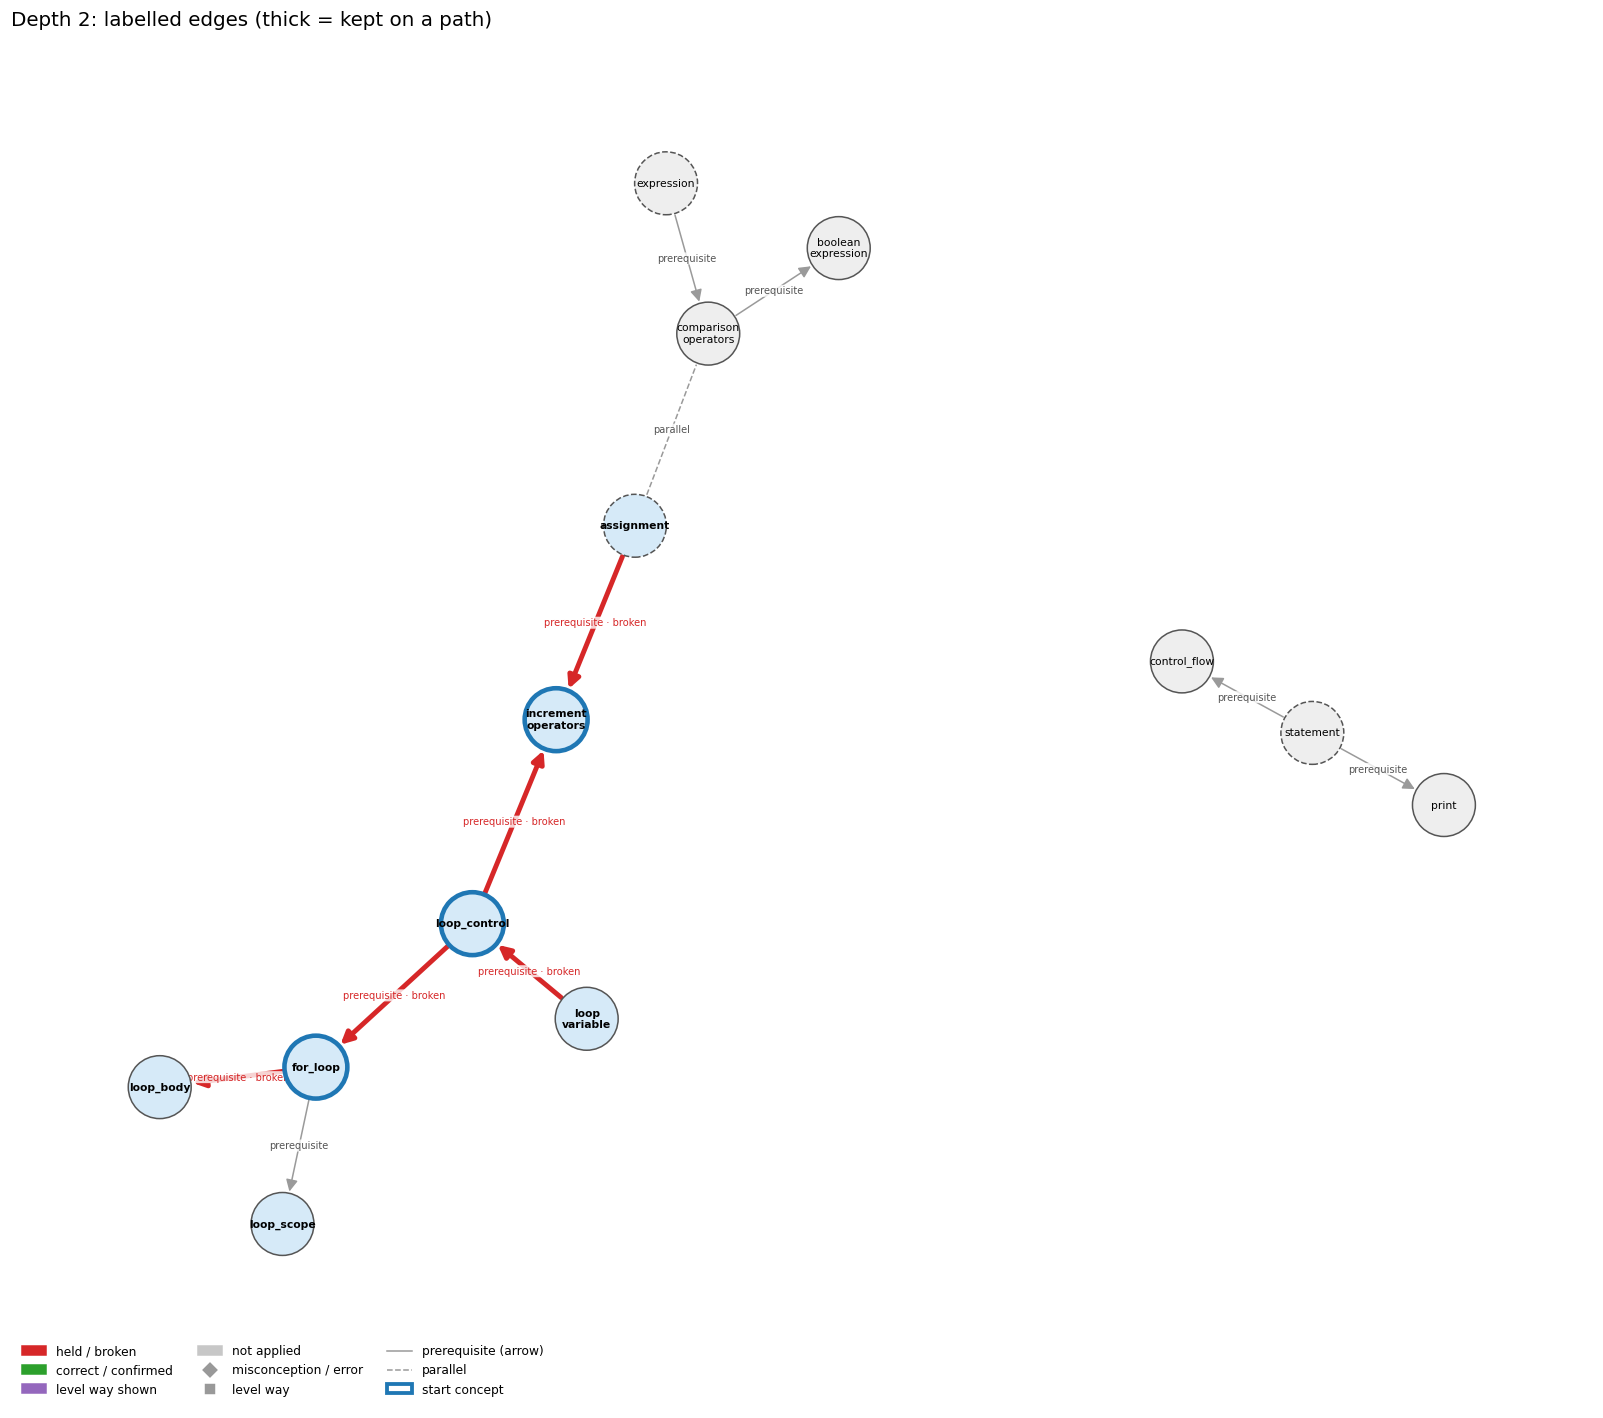 Depth 2: labelled edges (thick = kept on a path)
expression
boolean
expression
prerequisite
prerequisite
comparison
operators
parallel
assignment
prerequisite · broken
control_flow
prerequisite
increment
operators
statement
prerequisite
print
prerequisite · broken
loop_control
prerequisite · broken
prerequisite · broken
loop
variable
for_loop
prerequisite · broken
loop_body
prerequisite
loop_scope
held / broken
correct / confirmed
level way shown
not applied
misconception / error
level way
prerequisite (arrow)
parallel
start concept